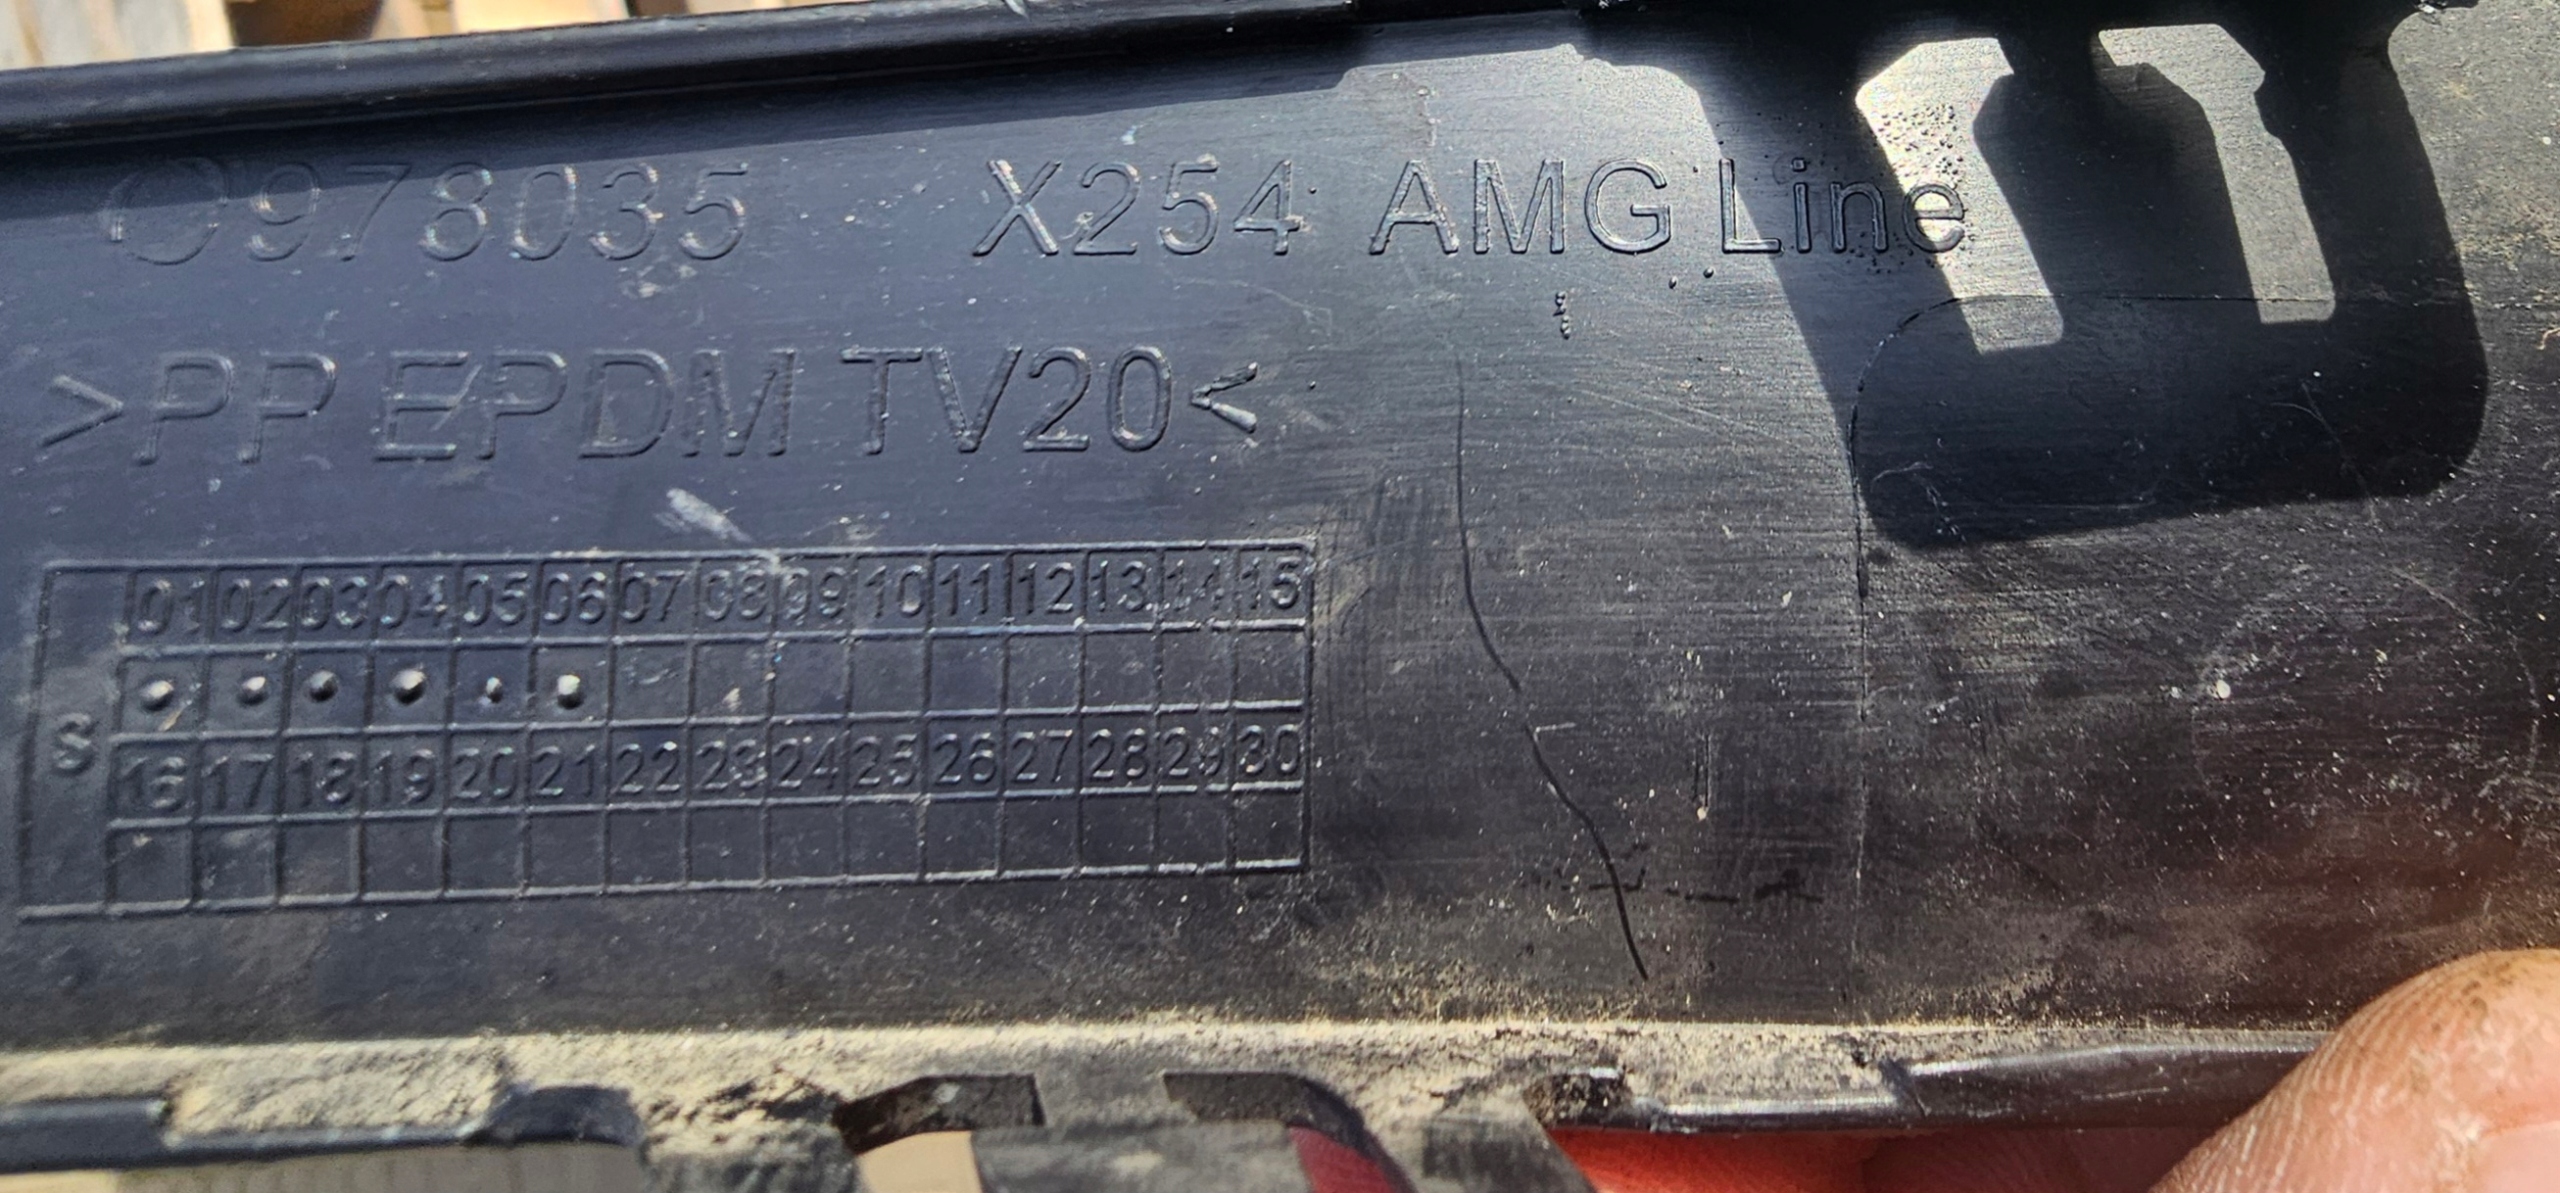 978035 X254 AMG Line
>PP EPDM TV20<
01 02 03 04 05 06 07 08 09 10 11 12 13 14 15
S
16 17 18 19 20 21 22 23 24 25 26 27 28 29 30